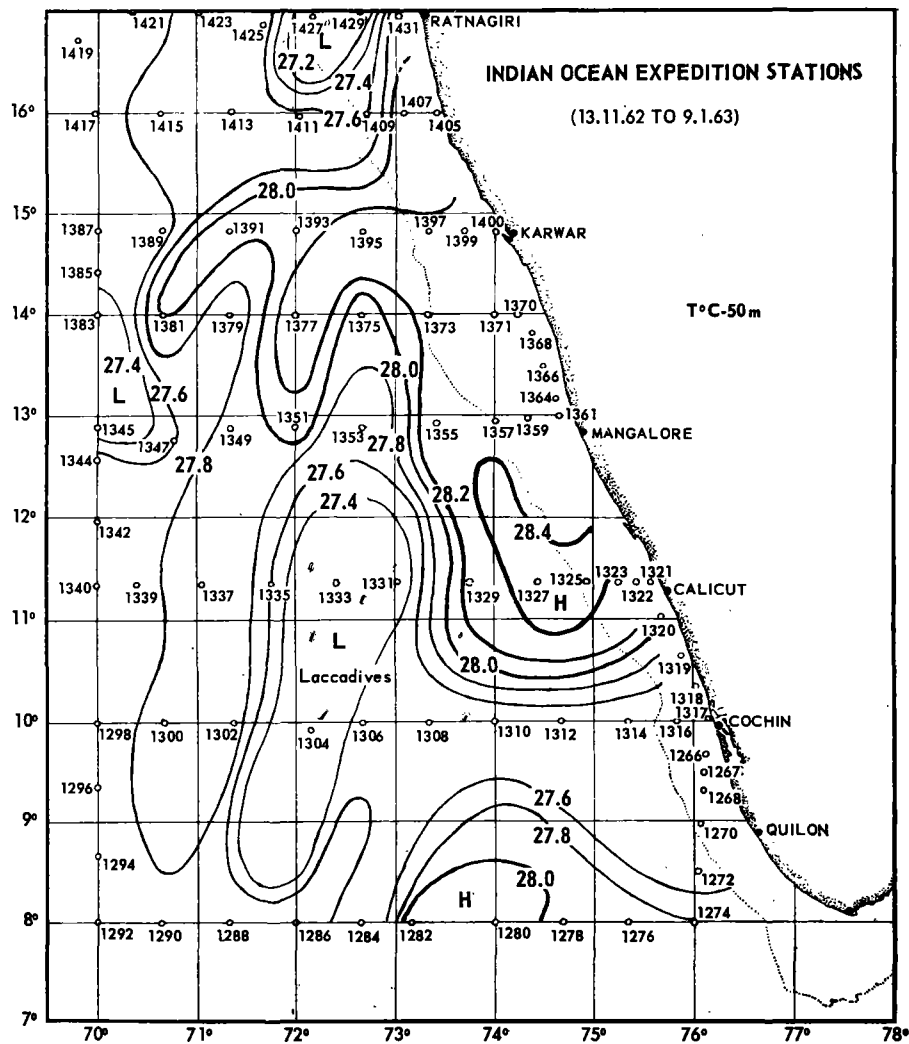 1421 1423 1425 1427 1429 1431 RATNAGIRI
1419 L
27.2
27.4
INDIAN OCEAN EXPEDITION STATIONS
(13.11.62 TO 9.1.63)
16°
1417 1415 1413 1411 27.6 1409 1407 1405
28.0
15°
1387 1389 1391 1393 1395 1397 1399 1400 KARWAR
1385
T°C-50m
14°
1383 1381 1379 1377 1375 1373 1371 1370
1368
28.0
27.4
27.6
1366
L
1364
13°
1345 1347 1349 1351 1353 1355 1357 1359 1361
MANGALORE
27.8
27.8
1344
27.6
27.4
28.2
12°
1342
28.4
1340 1339 1337 1335 1333 1331 1329 1327 1325 1323 1322 1321
CALICUT
H
11°
L
1320
Laccadives
28.0
1319
1318
10°
1298 1300 1302 1304 1306 1308 1310 1312 1314 1316 1317 COCHIN
1266
1267
1296
1268
27.6
9°
27.8
1270 QUILON
1294
1272
28.0
H
8°
1292 1290 1288 1286 1284 1282 1280 1278 1276 1274
7°
70° 71° 72° 73° 74° 75° 76° 77° 78°